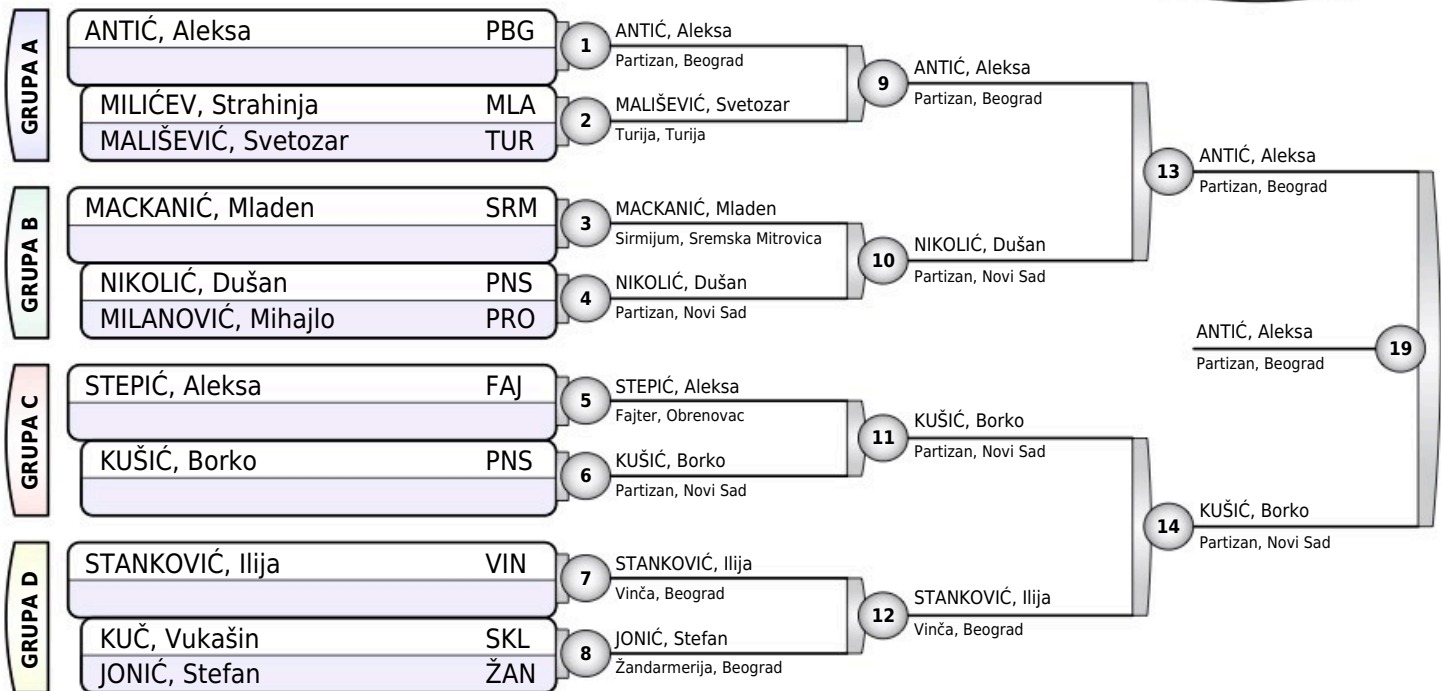 GRUPA A
ANTIĆ, Aleksa PBG
MILIĆEV, Strahinja MLA
MALIŠEVIĆ, Svetozar TUR
GRUPA B
MACKANIĆ, Mladen SRM
NIKOLIĆ, Dušan PNS
MILANOVIĆ, Mihajlo PRO
GRUPA C
STEPIĆ, Aleksa FAJ
KUŠIĆ, Borko PNS
GRUPA D
STANKOVIĆ, Ilija VIN
KUČ, Vukašin SKL
JONIĆ, Stefan ŽAN
1
ANTIĆ, Aleksa
Partizan, Beograd
2
MALIŠEVIĆ, Svetozar
Turija, Turija
3
MACKANIĆ, Mladen
Sirmijum, Sremska Mitrovica
4
NIKOLIĆ, Dušan
Partizan, Novi Sad
5
STEPIĆ, Aleksa
Fajter, Obrenovac
6
KUŠIĆ, Borko
Partizan, Novi Sad
7
STANKOVIĆ, Ilija
Vinča, Beograd
8
JONIĆ, Stefan
Žandarmerija, Beograd
9
ANTIĆ, Aleksa
Partizan, Beograd
10
NIKOLIĆ, Dušan
Partizan, Novi Sad
11
KUŠIĆ, Borko
Partizan, Novi Sad
12
STANKOVIĆ, Ilija
Vinča, Beograd
13
ANTIĆ, Aleksa
Partizan, Beograd
14
KUŠIĆ, Borko
Partizan, Novi Sad
ANTIĆ, Aleksa
Partizan, Beograd
19